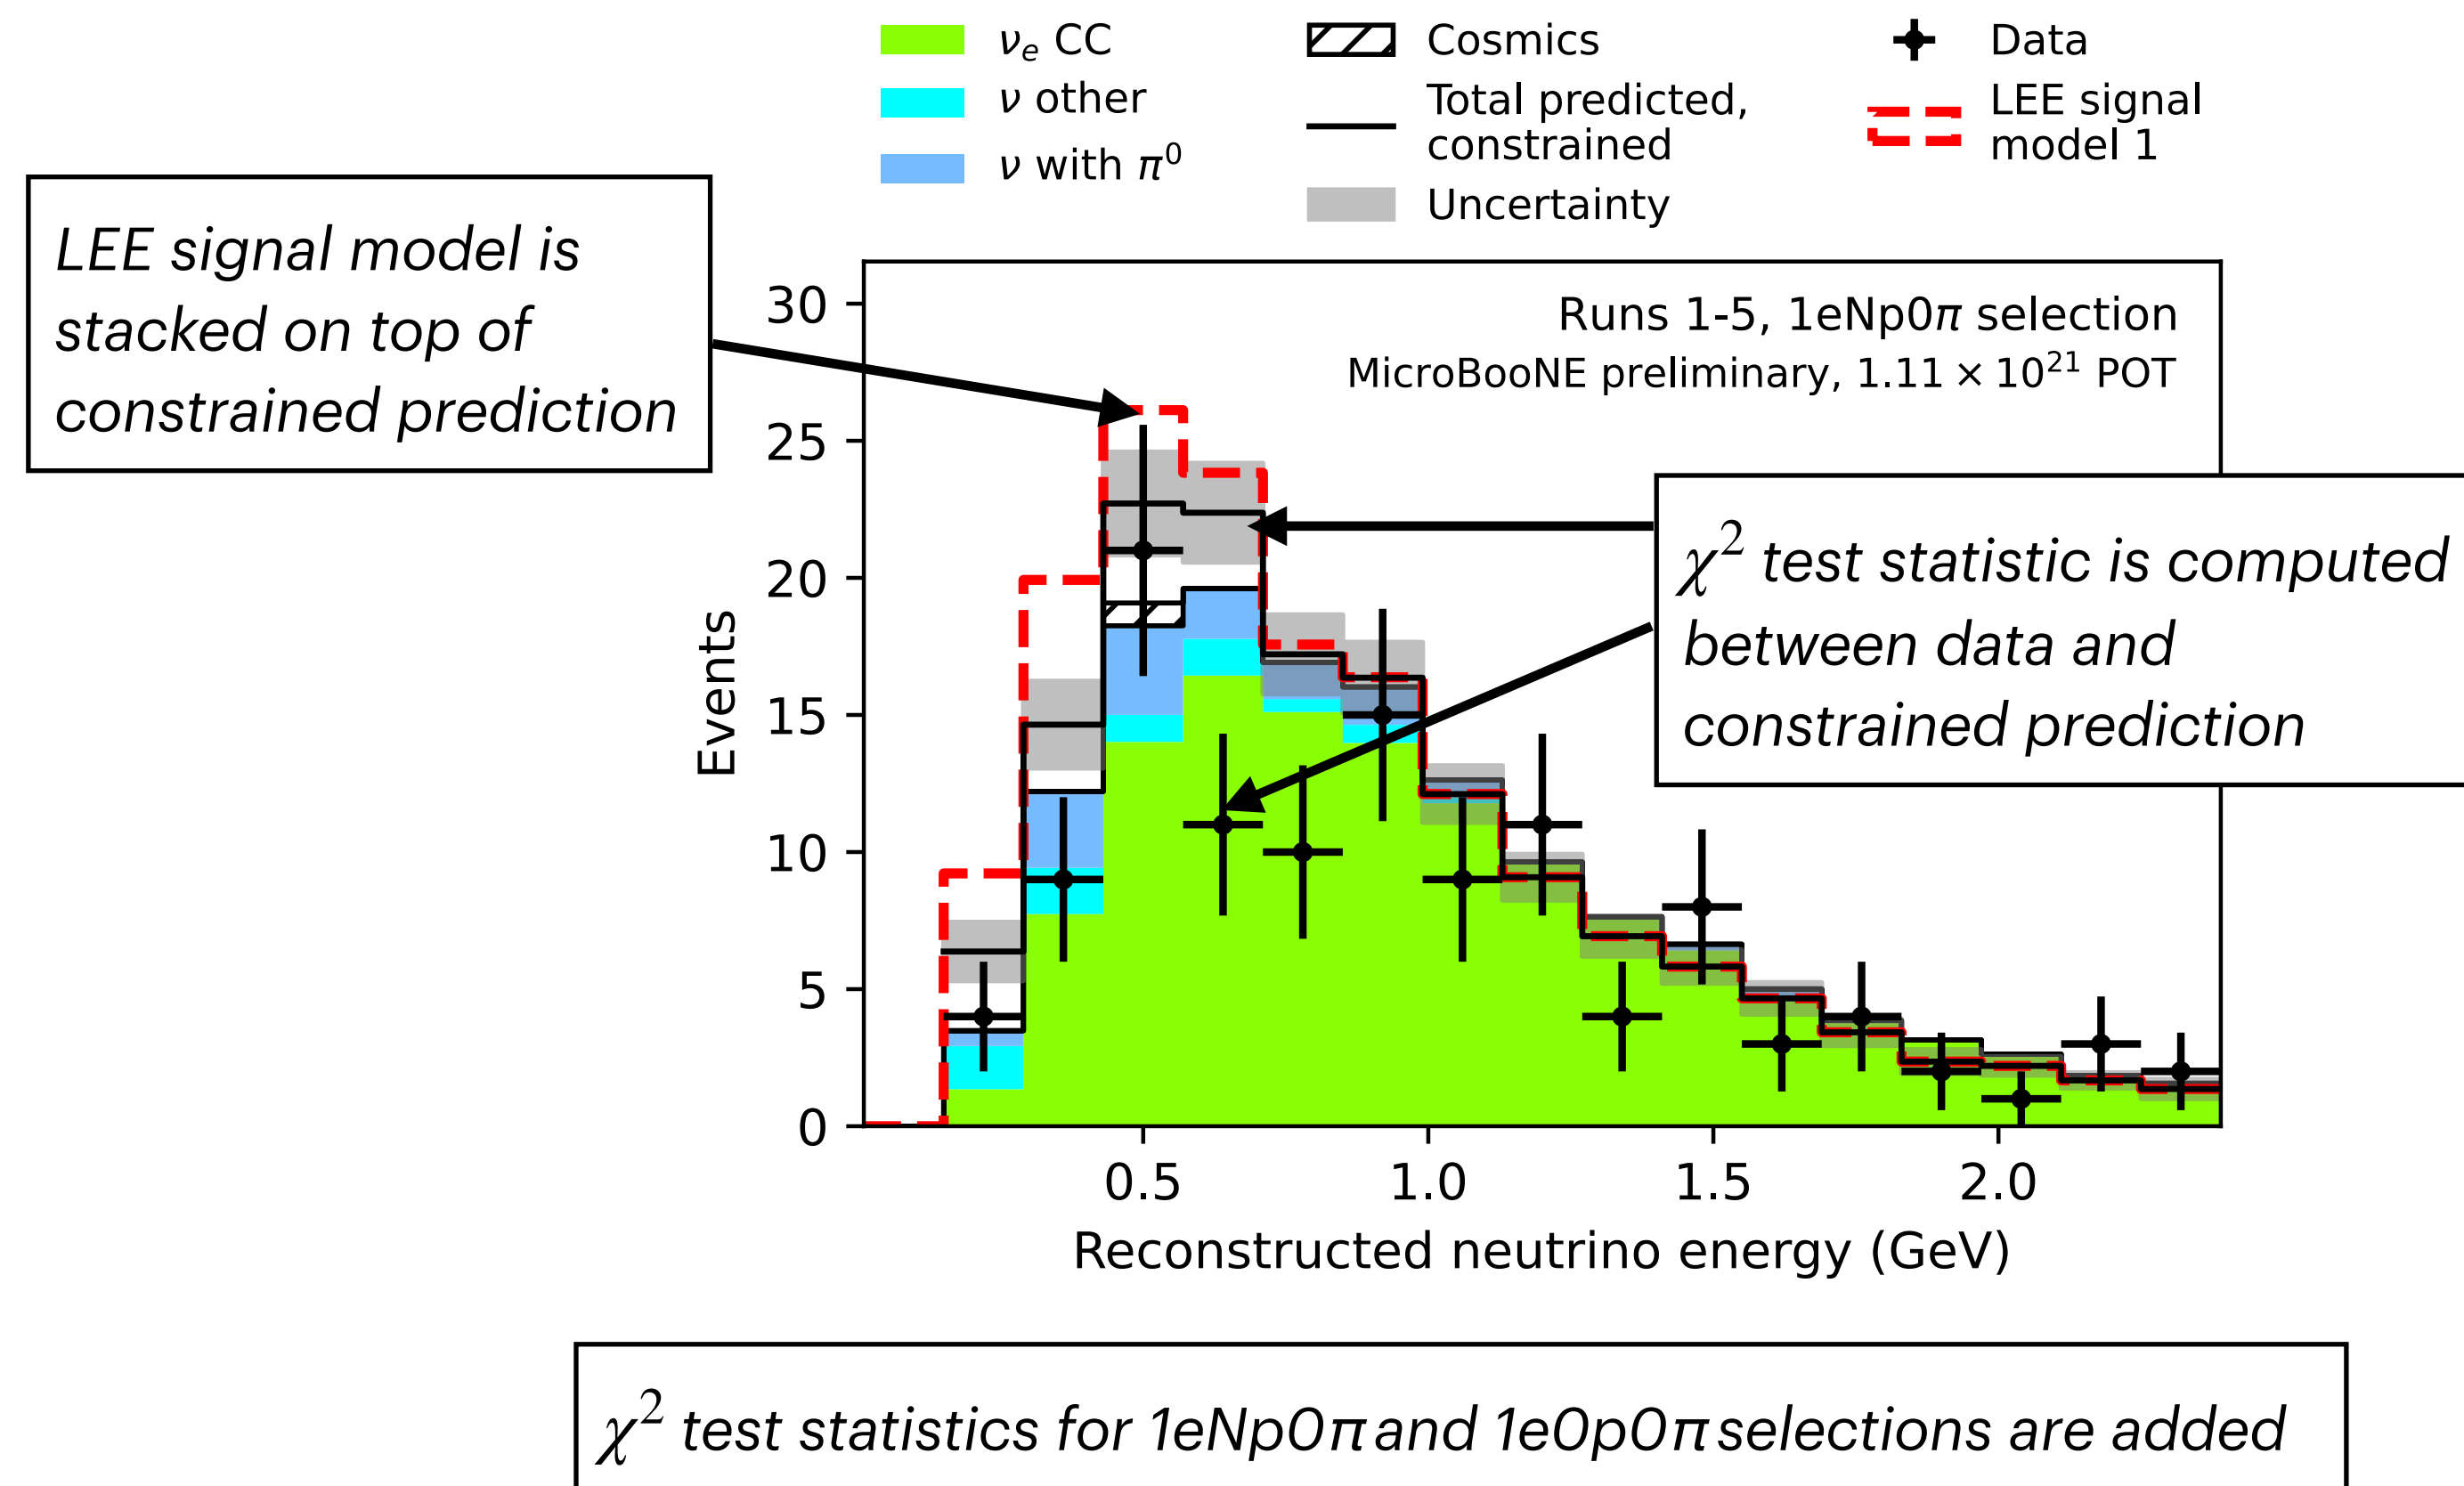 ν_e CC
ν other
ν with π⁰
Cosmics
Total predicted,
constrained
Uncertainty
Data
LEE signal
model 1
LEE signal model is
stacked on top of
constrained prediction
Runs 1-5, 1eNp0π selection
MicroBooNE preliminary, 1.11 × 10²¹ POT
χ² test statistic is computed
between data and
constrained prediction
Events
30
25
20
15
10
5
0
0.5 1.0 1.5 2.0
Reconstructed neutrino energy (GeV)
χ² test statistics for 1eNp0π and 1e0p0π selections are added